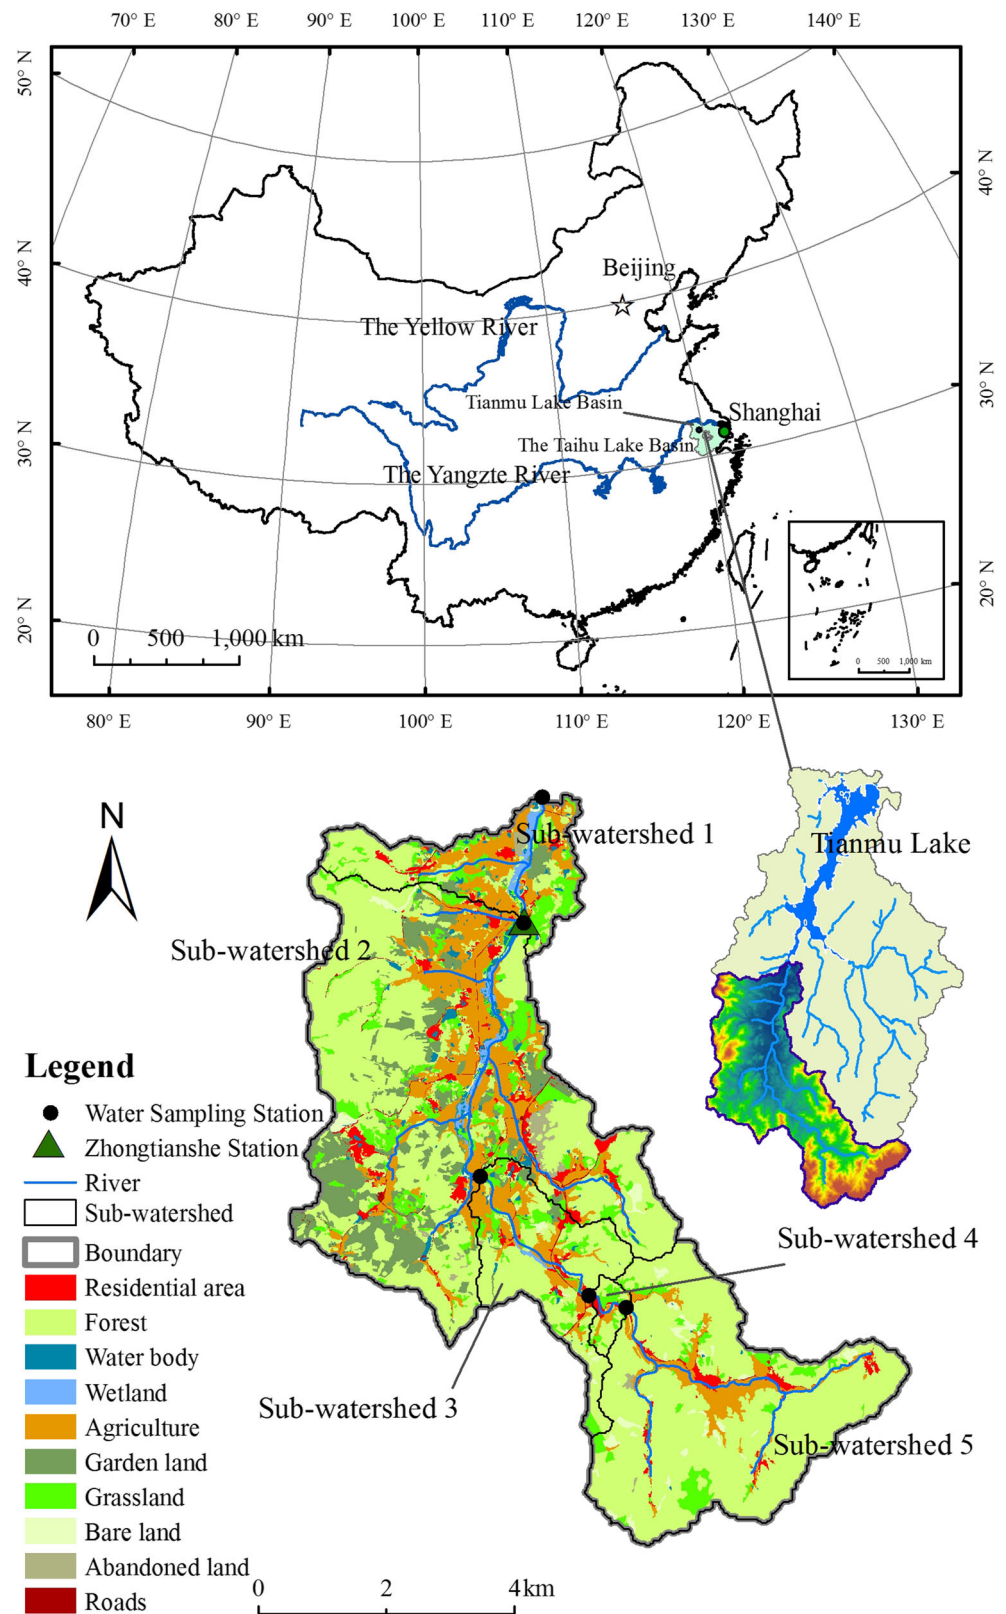 70° E 80° E 90° E 100° E 110° E 120° E 130° E 140° E
50° N
40° N
40° N
Beijing
The Yellow River
30° N
Tianmu Lake Basin
Shanghai
The Taihu Lake Basin
30° N
The Yangzte River
20° N
20° N
0 500 1,000 km
0 500 1,000 km
80° E 90° E 100° E 110° E 120° E 130° E
N
Sub-watershed 1
Tianmu Lake
Sub-watershed 2
Legend
Water Sampling Station
Zhongtianshe Station
River
Sub-watershed
Boundary
Residential area
Forest
Water body
Wetland
Agriculture
Garden land
Grassland
Bare land
Abandoned land
Roads
Sub-watershed 4
Sub-watershed 3
Sub-watershed 5
0 2 4km